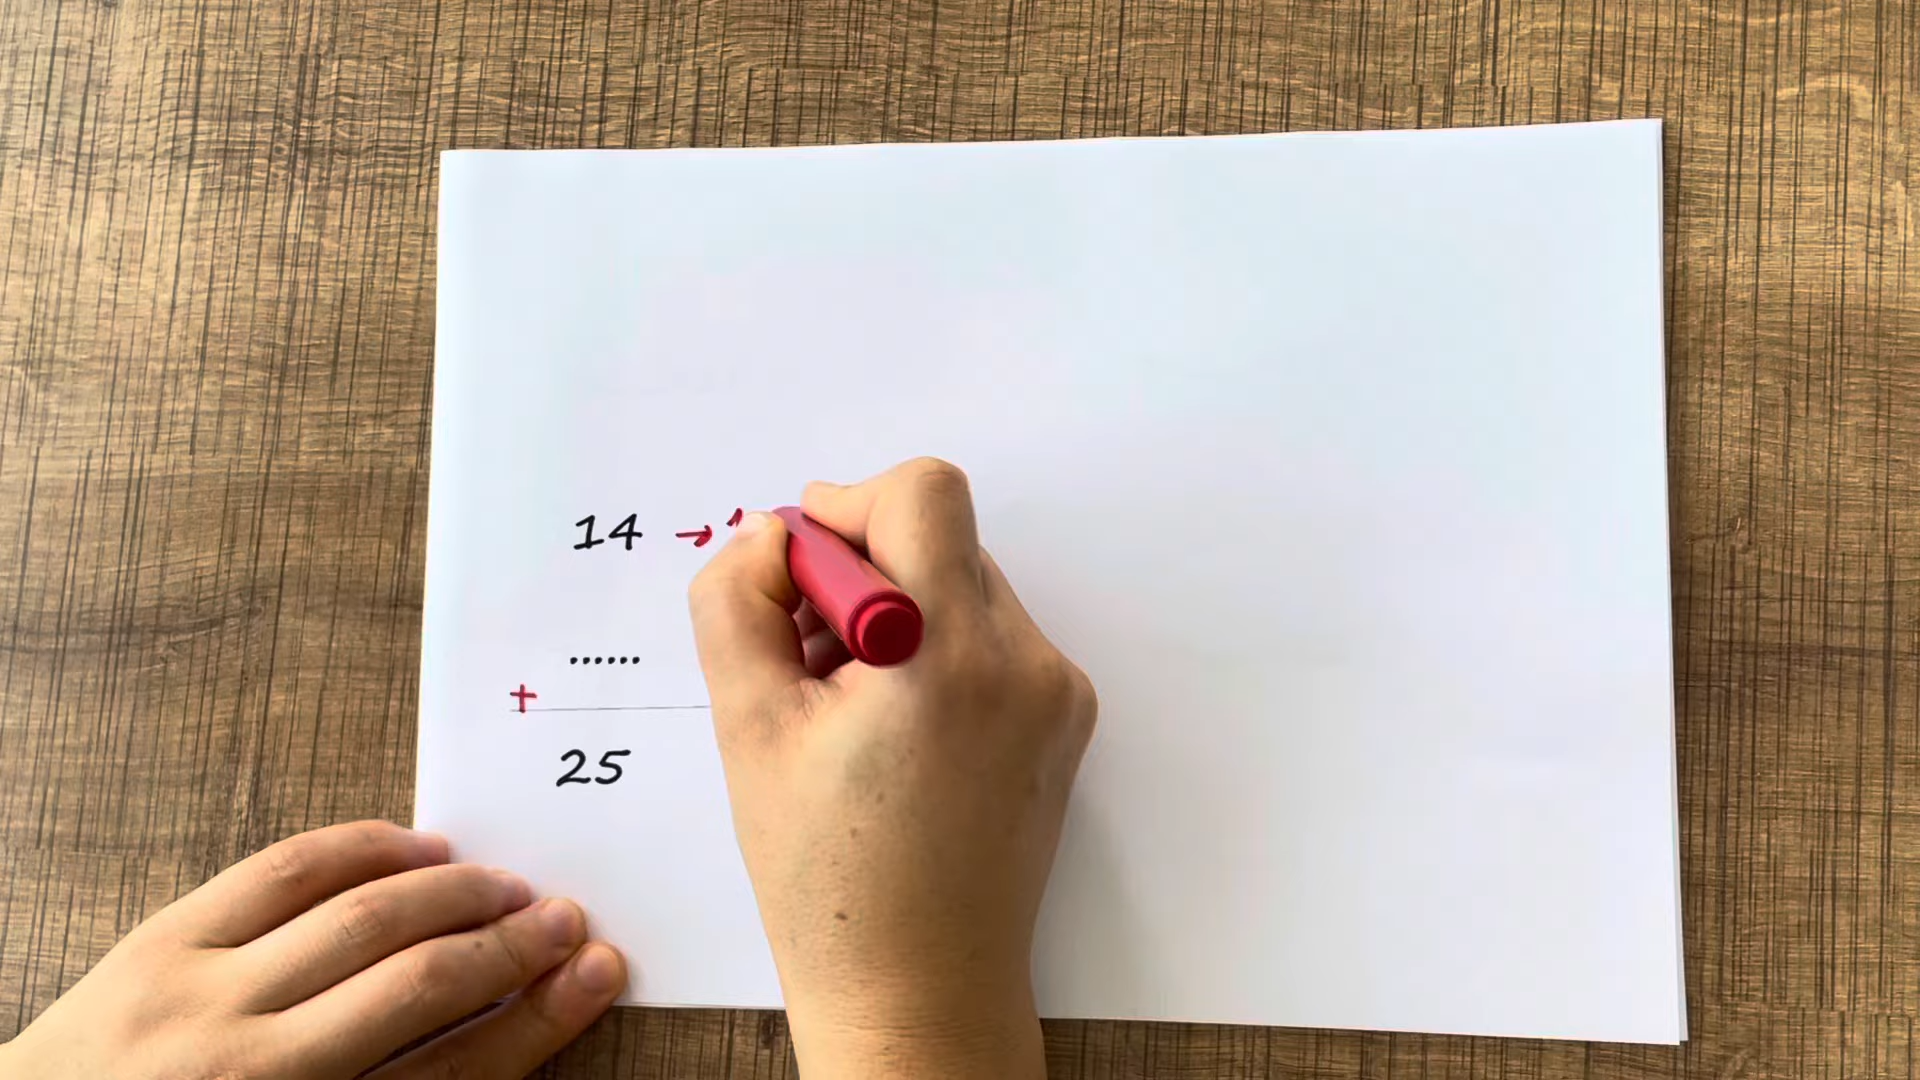 14 →
......
+
25